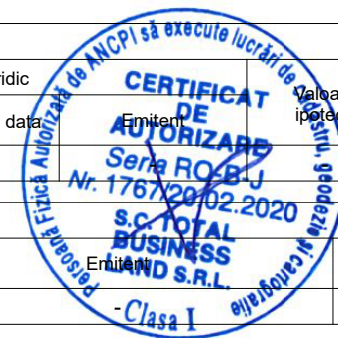 Persoană Fizică Autorizată de ANCPI să execute lucrări de cadastru, geodezie și cartografie
ridic
CERTIFICAT
DE
AUTORIZARE
Seria RO-B-J
Nr. 1767/20.02.2020
S.C. TOTAL
BUSINESS
LAND S.R.L.
Clasa I
data
Emitent
Emitent
-